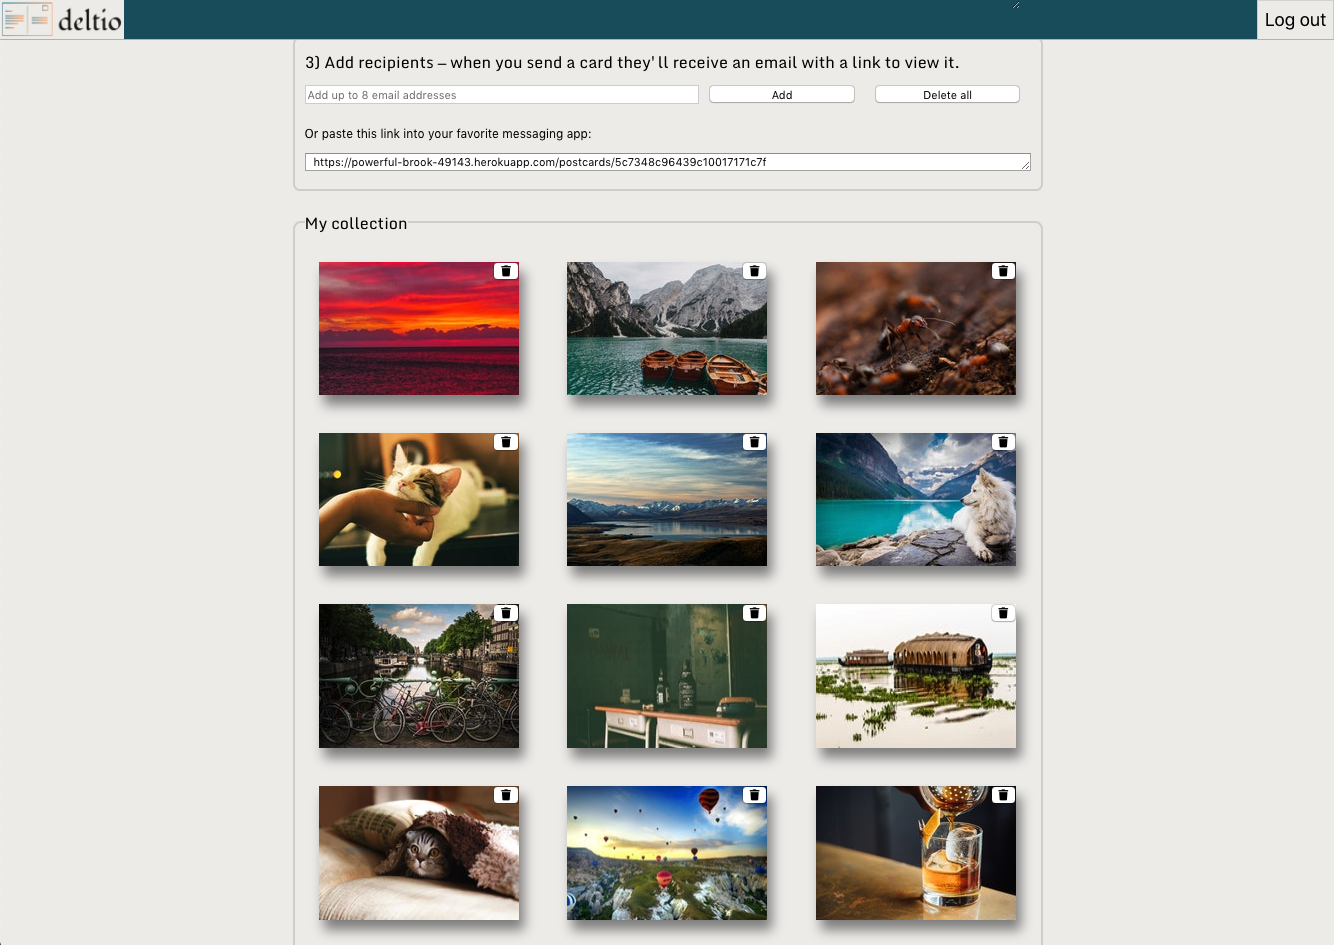 deltio
Log out
3) Add recipients – when you send a card they'll receive an email with a link to view it.
Add up to 8 email addresses
Add
Delete all
Or paste this link into your favorite messaging app:
https://powerful-brook-49143.herokuapp.com/postcards/5c7348c96439c10017171c7f
My collection